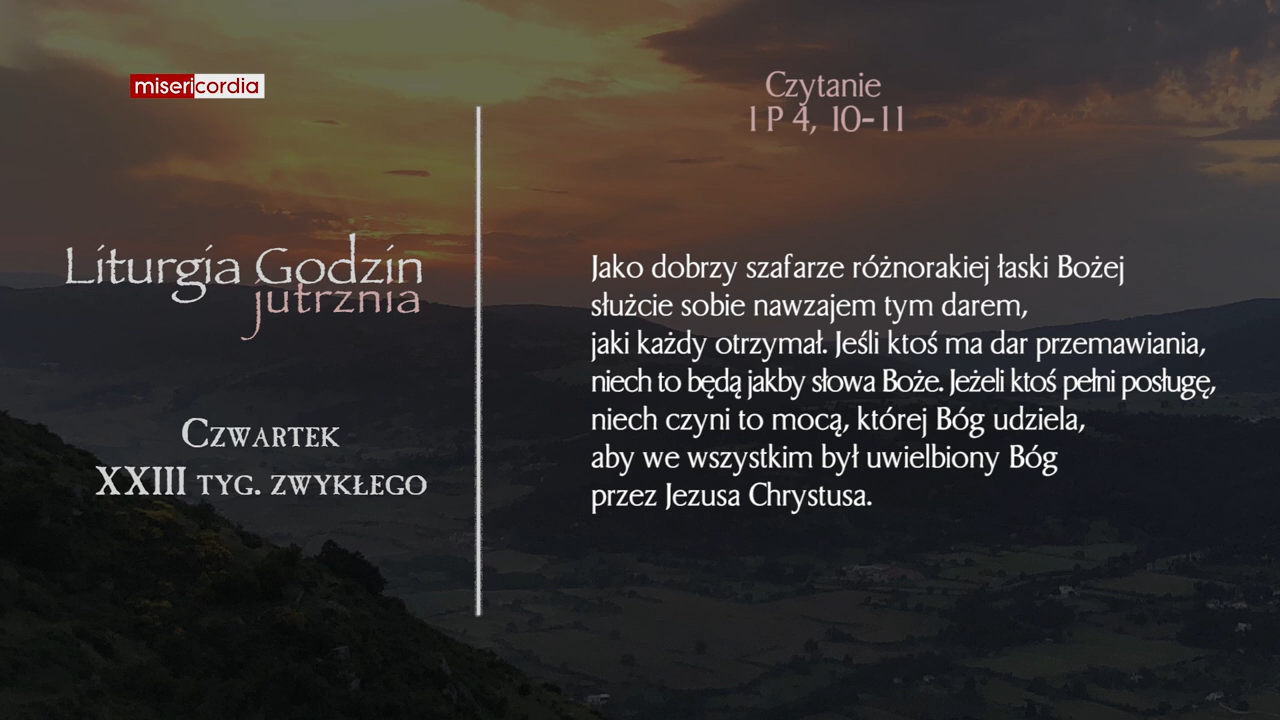 misericordia
Liturgia Godzin
jutrznia
Czwartek
XXIII tyg. zwykłego
Czytanie
1 P 4, 10-11
Jako dobrzy szafarze różnorakiej łaski Bożej
służcie sobie nawzajem tym darem,
jaki każdy otrzymał. Jeśli ktoś ma dar przemawiania,
niech to będą jakby słowa Boże. Jeżeli ktoś pełni posługę,
niech czyni to mocą, której Bóg udziela,
aby we wszystkim był uwielbiony Bóg
przez Jezusa Chrystusa.